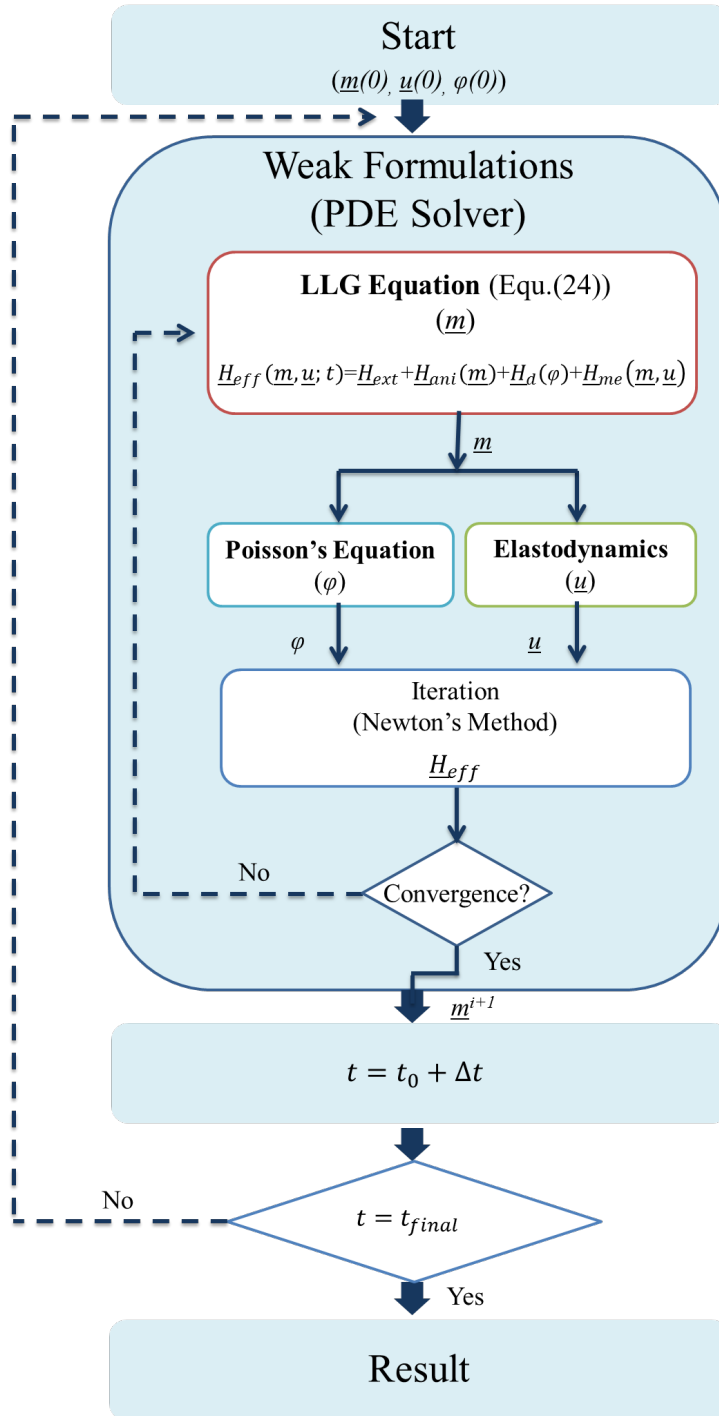 Start
(m(0), u(0), φ(0))
Weak Formulations
(PDE Solver)
LLG Equation (Equ.(24))
(m)
H_eff(m,u;t)=H_ext+H_ani(m)+H_d(φ)+H_me(m,u)
m
Poisson's Equation
(φ)
Elastodynamics
(u)
φ
u
Iteration
(Newton's Method)
H_eff
No
Convergence?
Yes
m^{i+1}
t = t_0 + Δt
No
t = t_final
Yes
Result